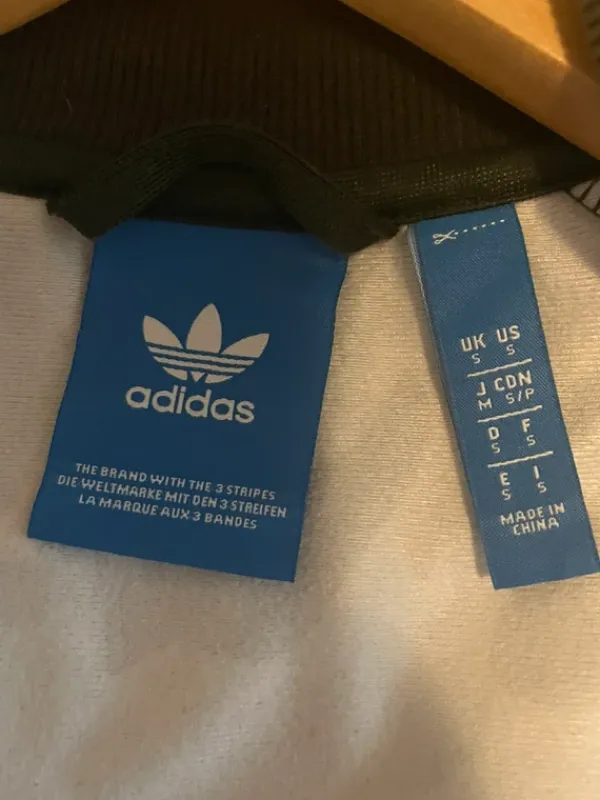 adidas
THE BRAND WITH THE 3 STRIPES
DIE WELTMARKE MIT DEN 3 STREIFEN
LA MARQUE AUX 3 BANDES
UK US
S S
J CDN
M S/P
D F
S S
E I
S S
MADE IN
CHINA